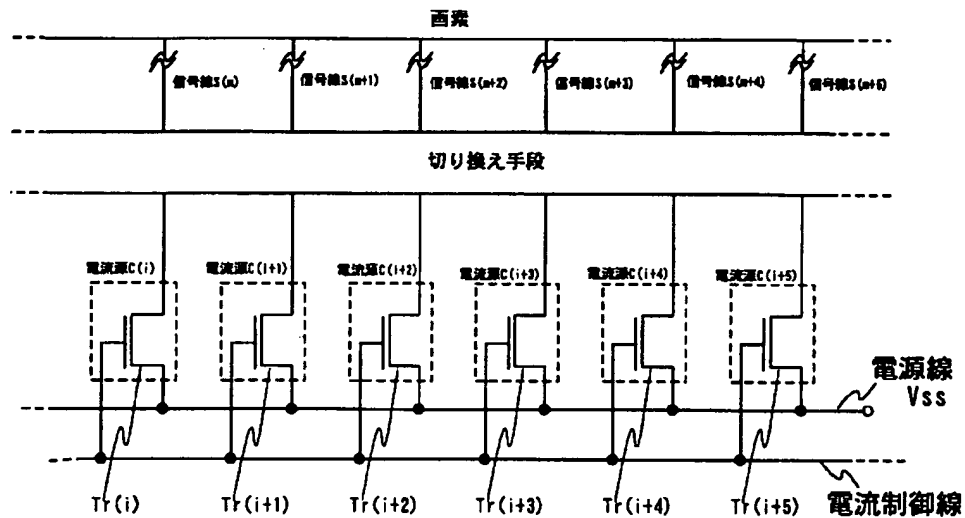 画素
信号線S(m) 信号線S(m+1) 信号線S(m+2) 信号線S(m+3) 信号線S(m+4) 信号線S(m+5)
切り換え手段
電流源C(i) 電流源C(i+1) 電流源C(i+2) 電流源C(i+3) 電流源C(i+4) 電流源C(i+5)
電源線
Vss
Tr(i) Tr(i+1) Tr(i+2) Tr(i+3) Tr(i+4) Tr(i+5) 電流制御線